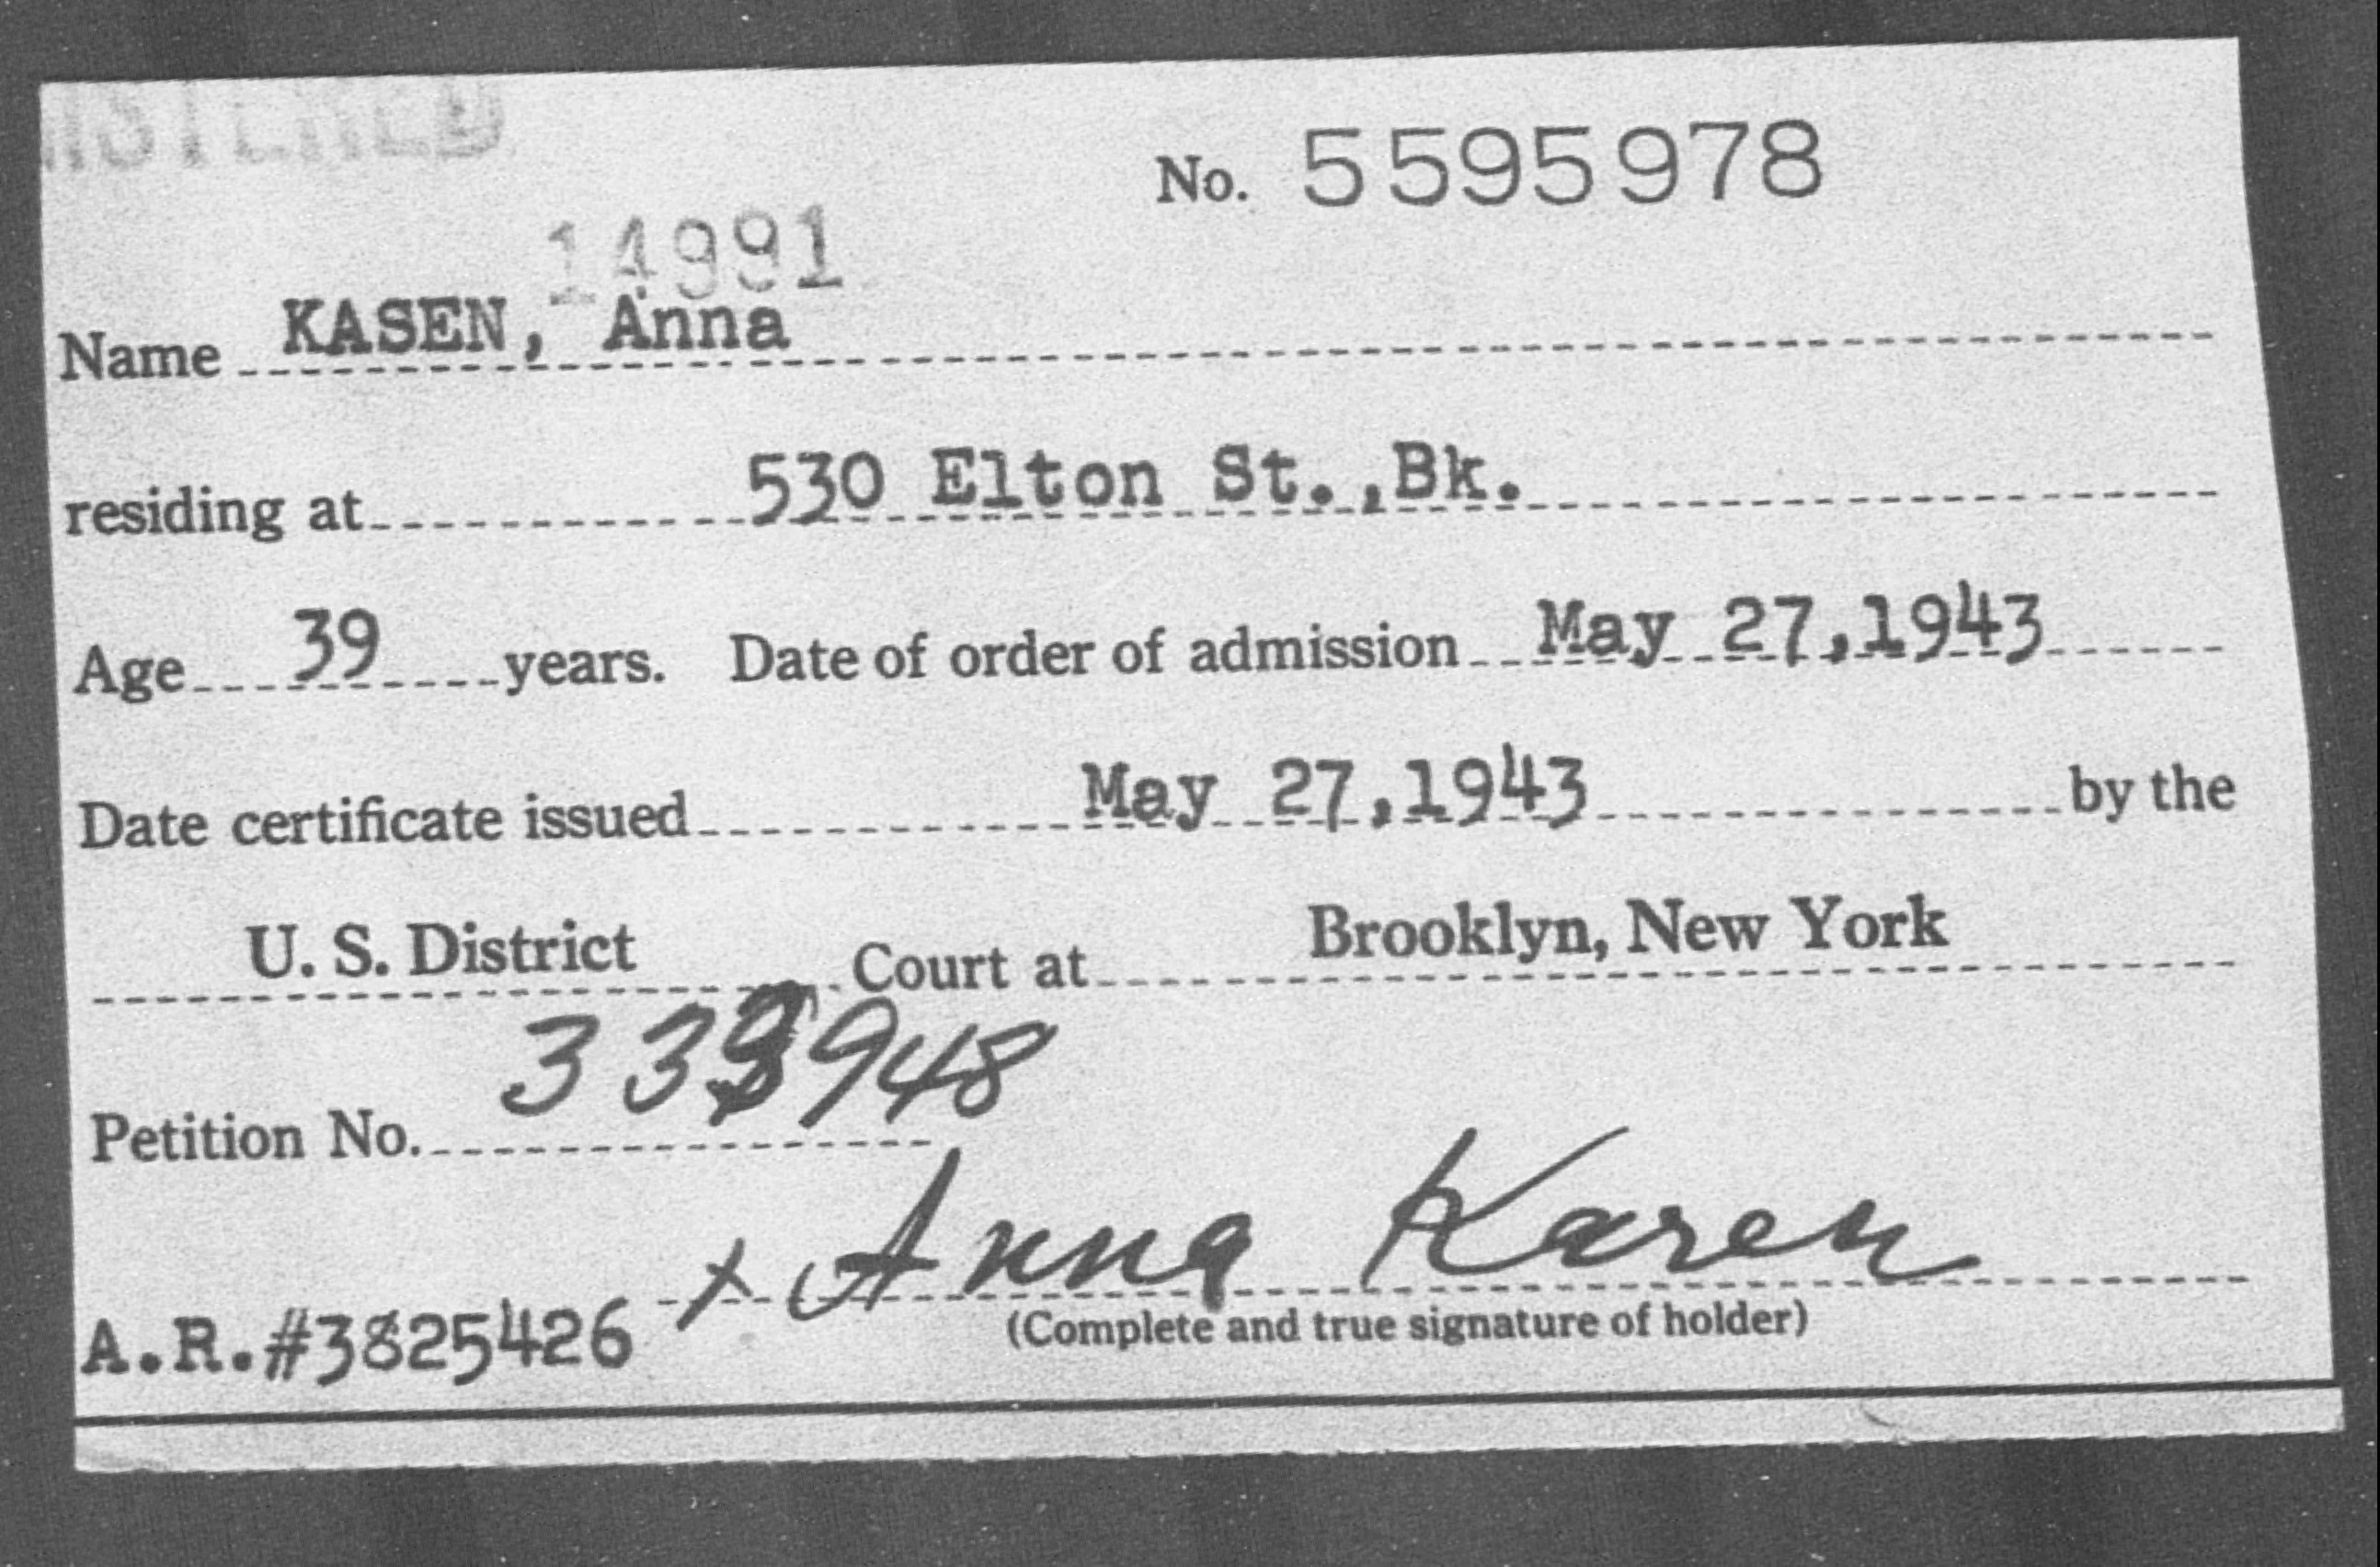 No. 5595978
14991
Name KASEN, Anna
residing at 530 Elton St.,Bk.
Age 39 years. Date of order of admission May 27,1943
Date certificate issued May 27,1943 by the
U. S. District Court at Brooklyn, New York
Petition No.
Anna Kasen
A.R.#3825426
(Complete and true signature of holder)